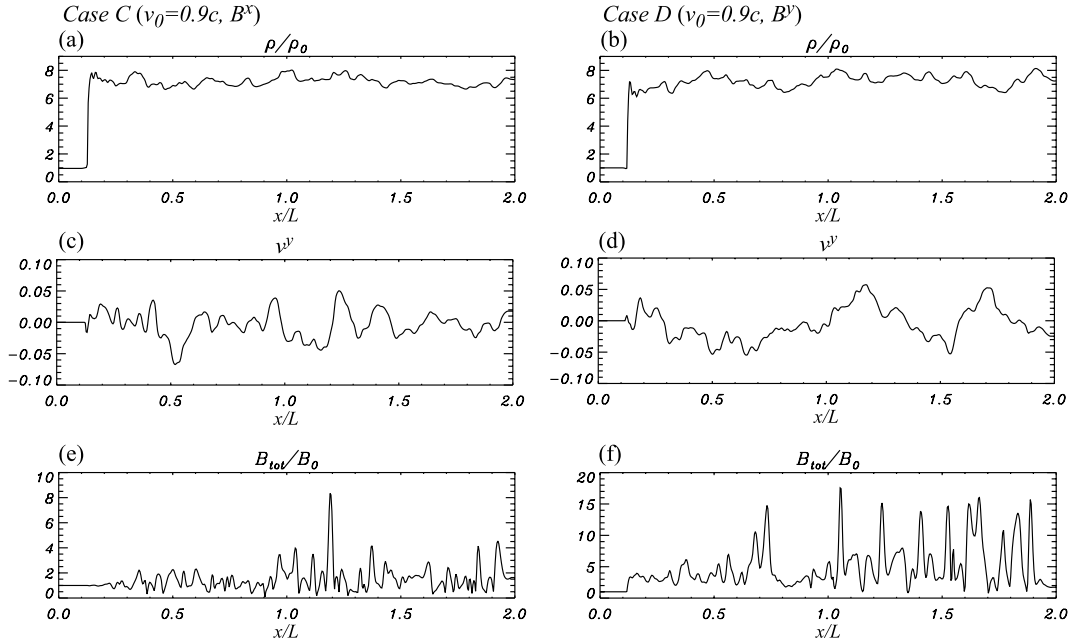 Case C (v₀=0.9c, Bˣ)
Case D (v₀=0.9c, Bʸ)
(a)
ρ/ρ₀
8
6
4
2
0
0.0 0.5 1.0 1.5 2.0
x/L
(b)
ρ/ρ₀
8
6
4
2
0
0.0 0.5 1.0 1.5 2.0
x/L
(c)
vʸ
0.10
0.05
0.00
−0.05
−0.10
0.0 0.5 1.0 1.5 2.0
x/L
(d)
vʸ
0.10
0.05
0.00
−0.05
−0.10
0.0 0.5 1.0 1.5 2.0
x/L
(e)
B_tot/B₀
10
8
6
4
2
0
0.0 0.5 1.0 1.5 2.0
x/L
(f)
B_tot/B₀
20
15
10
5
0
0.0 0.5 1.0 1.5 2.0
x/L